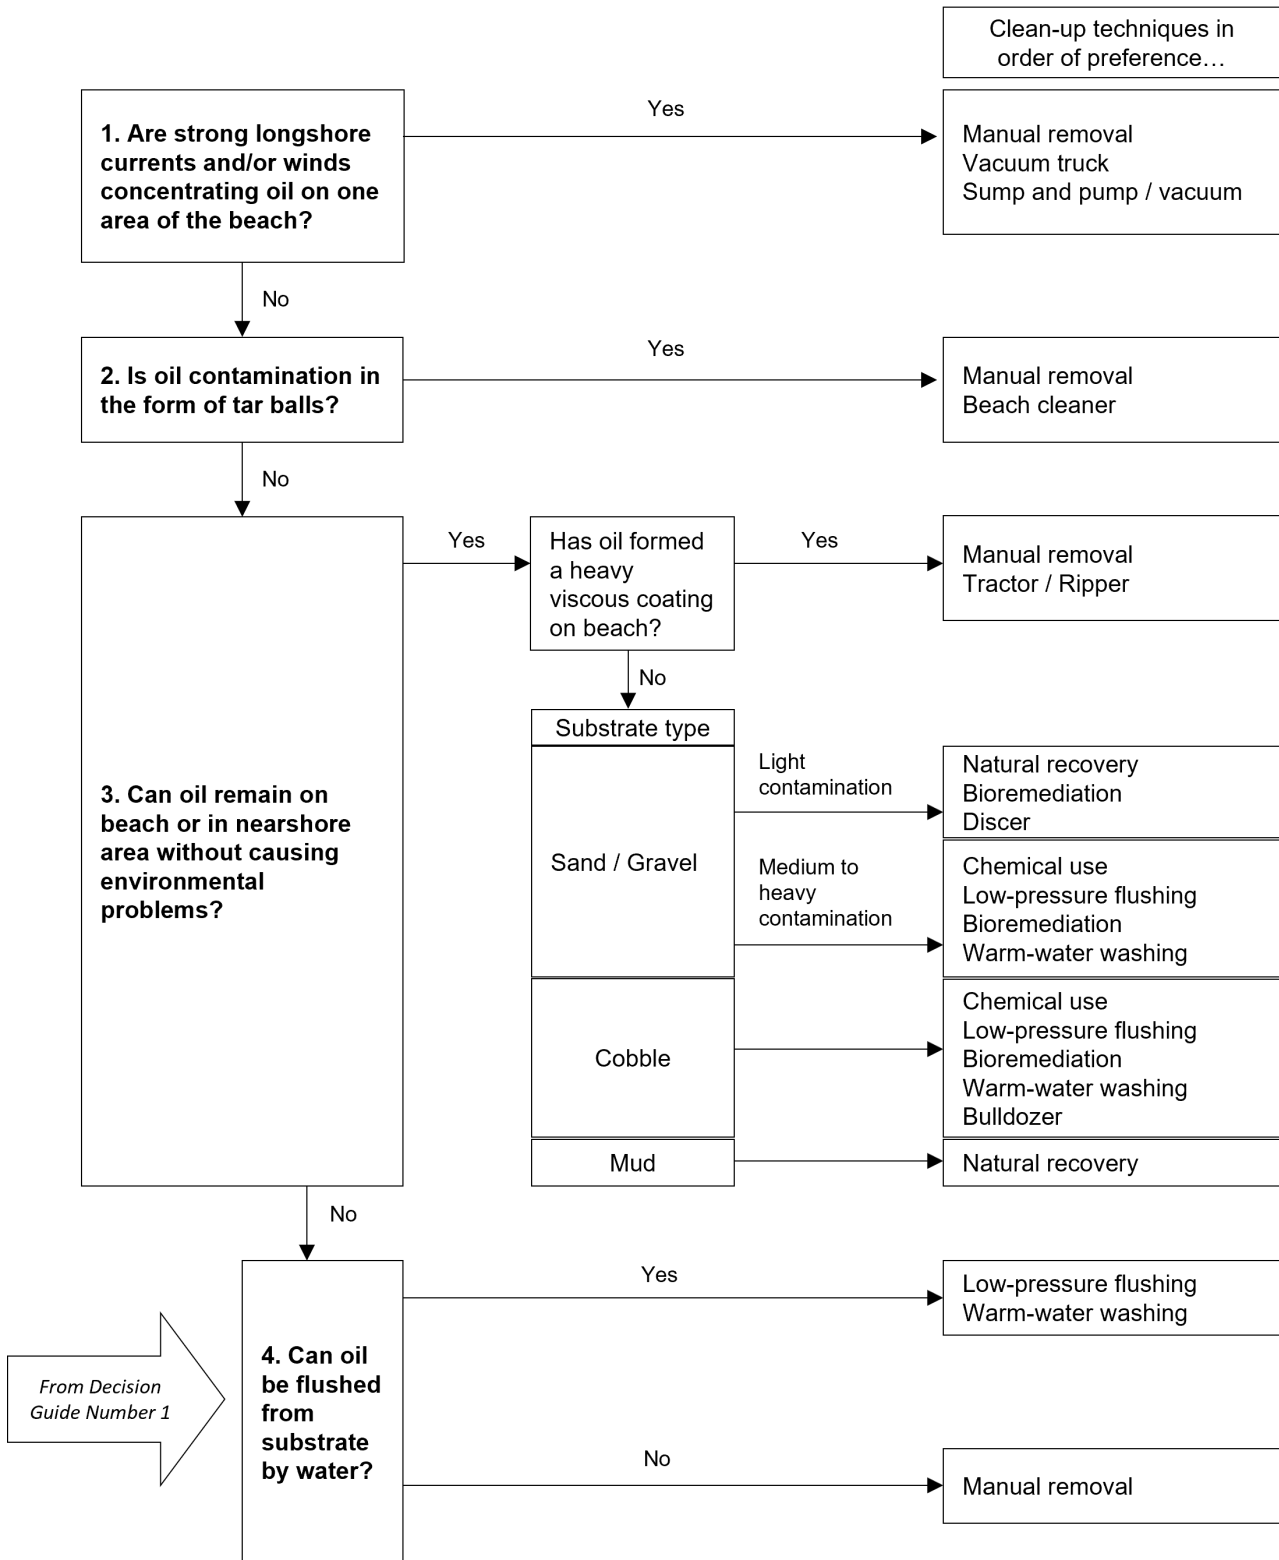 Clean-up techniques in
order of preference…
Yes
1. Are strong longshore
currents and/or winds
concentrating oil on one
area of the beach?
Manual removal
Vacuum truck
Sump and pump / vacuum
No
Yes
2. Is oil contamination in
the form of tar balls?
Manual removal
Beach cleaner
No
3. Can oil remain on
beach or in nearshore
area without causing
environmental
problems?
Yes
Has oil formed
a heavy
viscous coating
on beach?
Yes
Manual removal
Tractor / Ripper
No
Substrate type
Sand / Gravel
Light
contamination
Natural recovery
Bioremediation
Discer
Medium to
heavy
contamination
Chemical use
Low-pressure flushing
Bioremediation
Warm-water washing
Cobble
Chemical use
Low-pressure flushing
Bioremediation
Warm-water washing
Bulldozer
Mud
Natural recovery
No
From Decision
Guide Number 1
4. Can oil
be flushed
from
substrate
by water?
Yes
Low-pressure flushing
Warm-water washing
No
Manual removal